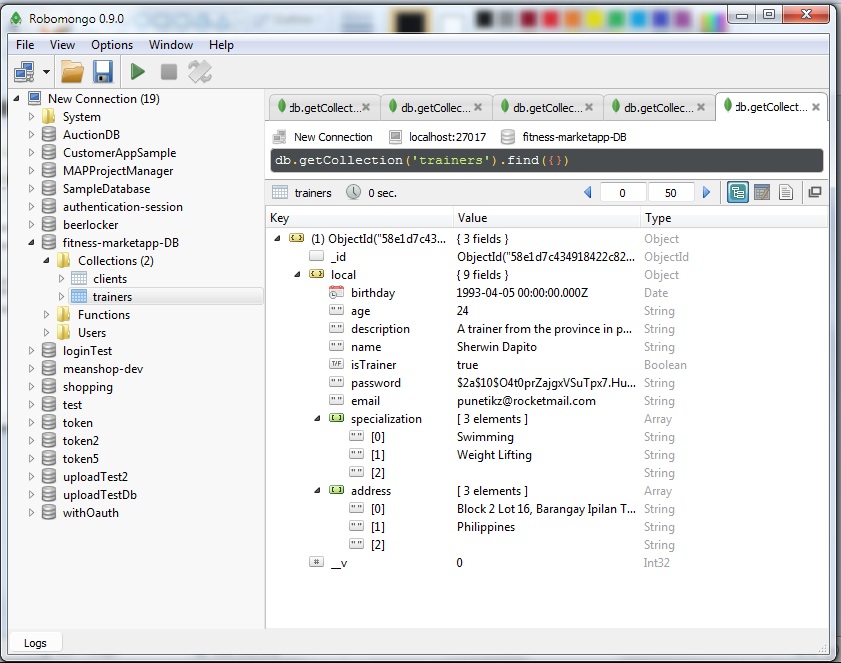 Robomongo 0.9.0
File View Options Window Help
New Connection (19)
System
AuctionDB
CustomerAppSample
MAPProjectManager
SampleDatabase
authentication-session
beerlocker
fitness-marketapp-DB
Collections (2)
clients
trainers
Functions
Users
loginTest
meanshop-dev
shopping
test
token
token2
token5
uploadTest2
uploadTestDb
withOauth
db.getCollect... db.getCollec... db.getCollect... db.getCollec... db.getCollect...
New Connection localhost:27017 fitness-marketapp-DB
db.getCollection('trainers').find({})
trainers 0 sec. 0 50
Key Value Type
(1) ObjectId("58e1d7c43... { 3 fields } Object
_id ObjectId("58e1d7c434918422c82... ObjectId
local { 9 fields } Object
birthday 1993-04-05 00:00:00.000Z Date
" " age 24 String
" " description A trainer from the province in p... String
" " name Sherwin Dapito String
T/F isTrainer true Boolean
" " password $2a$10$O4t0prZajgxVSuTpx7.Hu... String
" " email punetikz@rocketmail.com String
specialization [ 3 elements ] Array
" " [0] Swimming String
" " [1] Weight Lifting String
" " [2] String
address [ 3 elements ] Array
" " [0] Block 2 Lot 16, Barangay Ipilan T... String
" " [1] Philippines String
" " [2] String
# __v 0 Int32
Logs